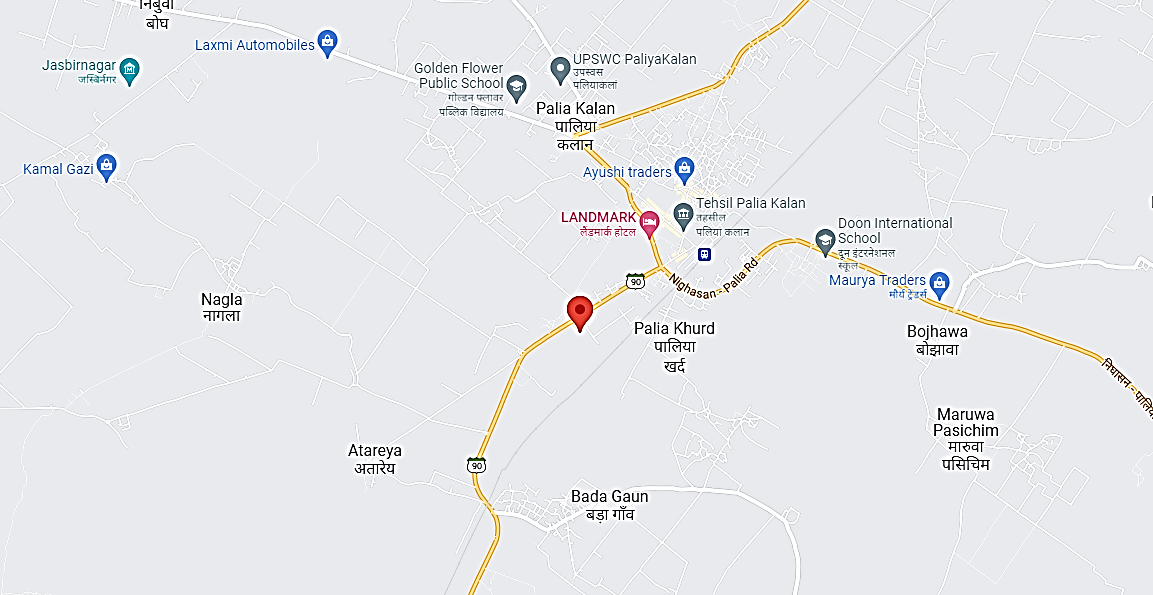 निबुवा
बोघ
Laxmi Automobiles
Jasbirnagar
जस्बिर्नगर
Golden Flower
Public School
गोल्डन फ्लावर
पब्लिक विद्यालय
UPSWC PaliyaKalan
उपस्वस
पलियाकलां
Palia Kalan
पालिया
कलान
Kamal Gazi
Ayushi traders
Tehsil Palia Kalan
तहसील
पलिया कलान
LANDMARK
लैंडमार्क होटल
Doon International
School
दून इंटरनेशनल
स्कूल
Nighasan - Palia Rd
90
Maurya Traders
मौर्य ट्रेडर्स
Nagla
नागला
Palia Khurd
पालिया
खर्द
Bojhawa
बोझावा
निघासन - पालिया
Maruwa
Pasichim
मारुवा
पसिचिम
Atareya
अतारेय
90
Bada Gaun
बड़ा गाँव